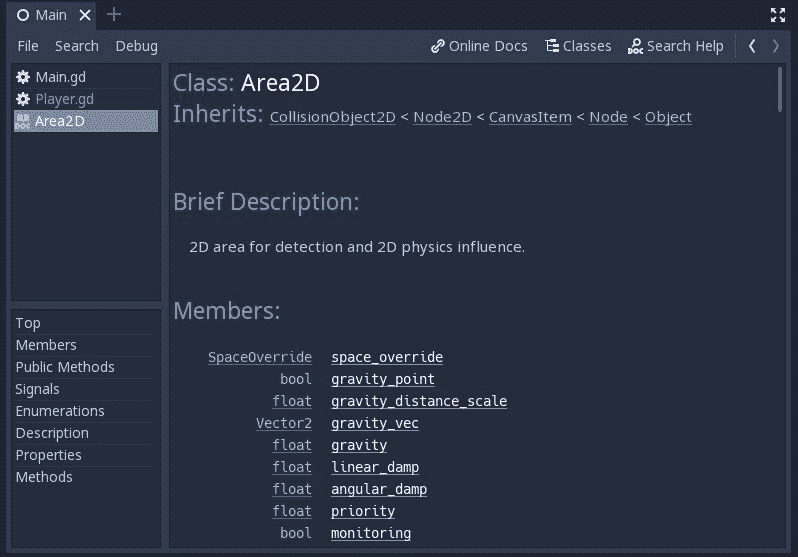 Main
File Search Debug Online Docs Classes Search Help
Main.gd
Player.gd
Area2D
Top
Members
Public Methods
Signals
Enumerations
Description
Properties
Methods
Class: Area2D
Inherits: CollisionObject2D < Node2D < CanvasItem < Node < Object
Brief Description:
2D area for detection and 2D physics influence.
Members:
SpaceOverride space_override
bool gravity_point
float gravity_distance_scale
Vector2 gravity_vec
float gravity
float linear_damp
float angular_damp
float priority
bool monitoring